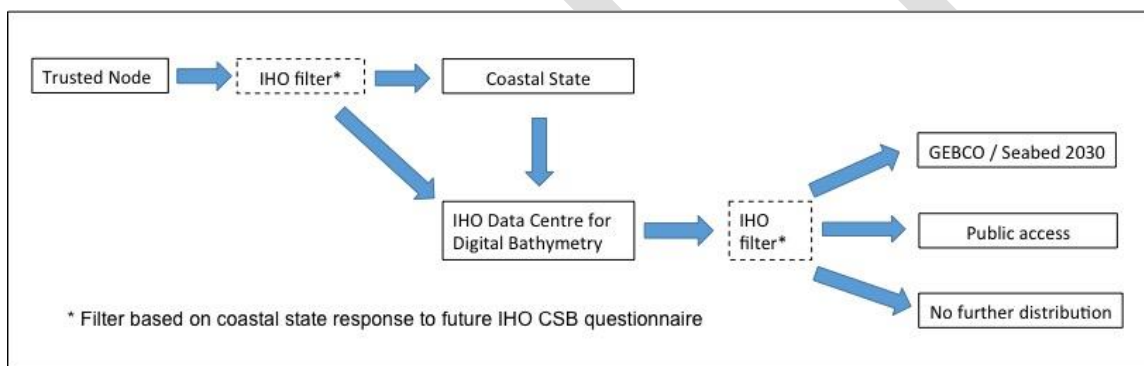 Trusted Node
IHO filter*
Coastal State
GEBCO / Seabed 2030
IHO Data Centre for
Digital Bathymetry
IHO
filter*
Public access
No further distribution
* Filter based on coastal state response to future IHO CSB questionnaire